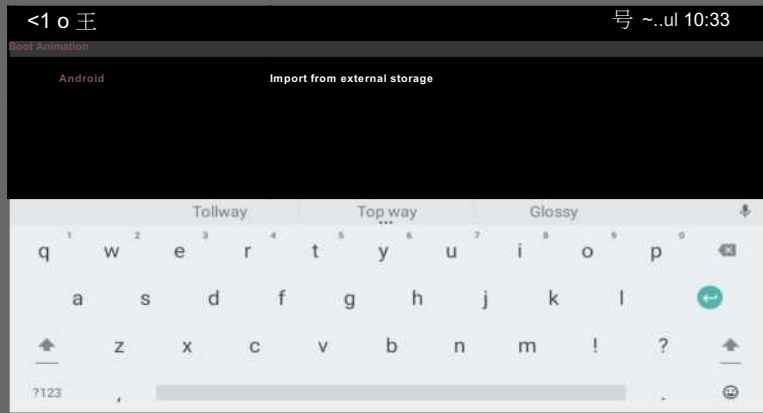 <1 o 王 号 ~..ul 10:33
Boot Animation
Android Import from external storage
Tollway Top way Glossy
1 2 3 4 5 6 7 8 9 0
q w e r t y u i o p
a s d f g h j k l
z x c v b n m ! ?
?123 , .